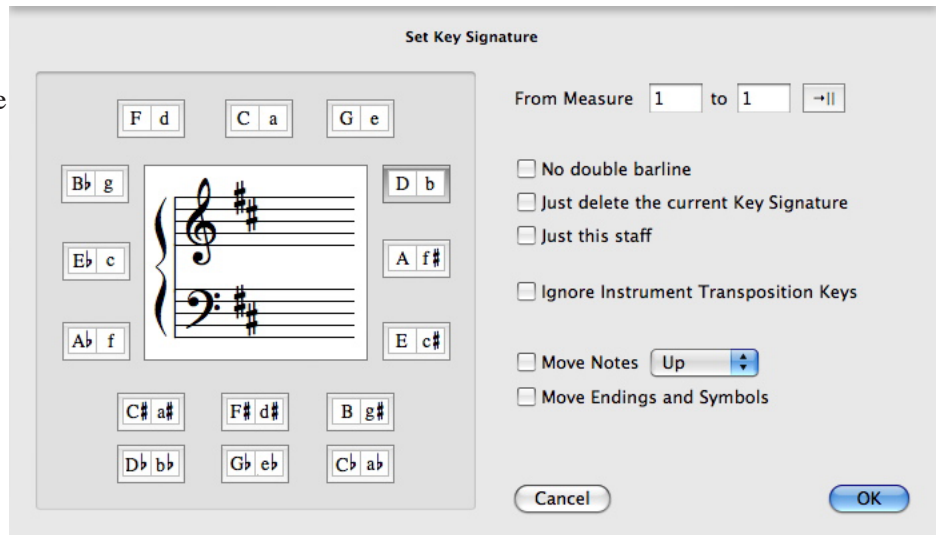 Set Key Signature
e
F d
C a
G e
B♭ g
D b
E♭ c
A f♯
A♭ f
E c♯
C♯ a♯
F♯ d♯
B g♯
D♭ b♭
G♭ e♭
C♭ a♭
From Measure 1 to 1
No double barline
Just delete the current Key Signature
Just this staff
Ignore Instrument Transposition Keys
Move Notes Up
Move Endings and Symbols
Cancel
OK